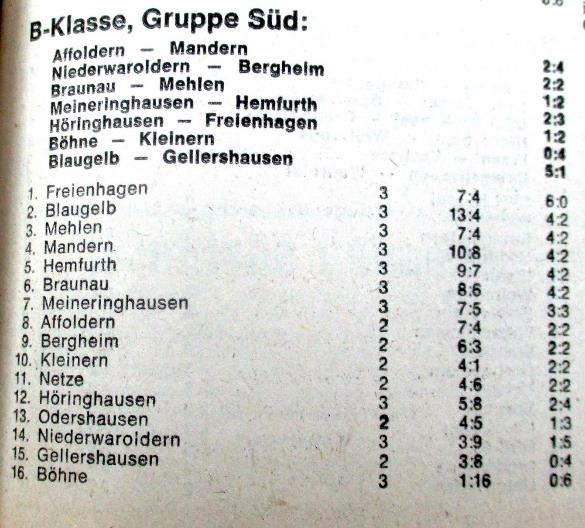 B-Klasse, Gruppe Süd:
Affoldern — Mandern 2:4
Niederwaroldern — Bergheim 2:2
Braunau — Mehlen 1:2
Meineringhausen — Hemfurth 2:3
Höringhausen — Freienhagen 1:2
Böhne — Kleinern 0:4
Blaugelb — Gellershausen 5:1
1. Freienhagen 3 7:4 6:0
2. Blaugelb 3 13:4 4:2
3. Mehlen 3 7:4 4:2
4. Mandern 3 10:8 4:2
5. Hemfurth 3 9:7 4:2
6. Braunau 3 8:6 4:2
7. Meineringhausen 3 7:5 3:3
8. Affoldern 2 7:4 2:2
9. Bergheim 2 6:3 2:2
10. Kleinern 2 4:1 2:2
11. Netze 2 4:6 2:2
12. Höringhausen 3 5:8 2:4
13. Odershausen 2 4:5 1:3
14. Niederwaroldern 3 3:9 1:5
15. Gellershausen 2 3:8 0:4
16. Böhne 3 1:16 0:6